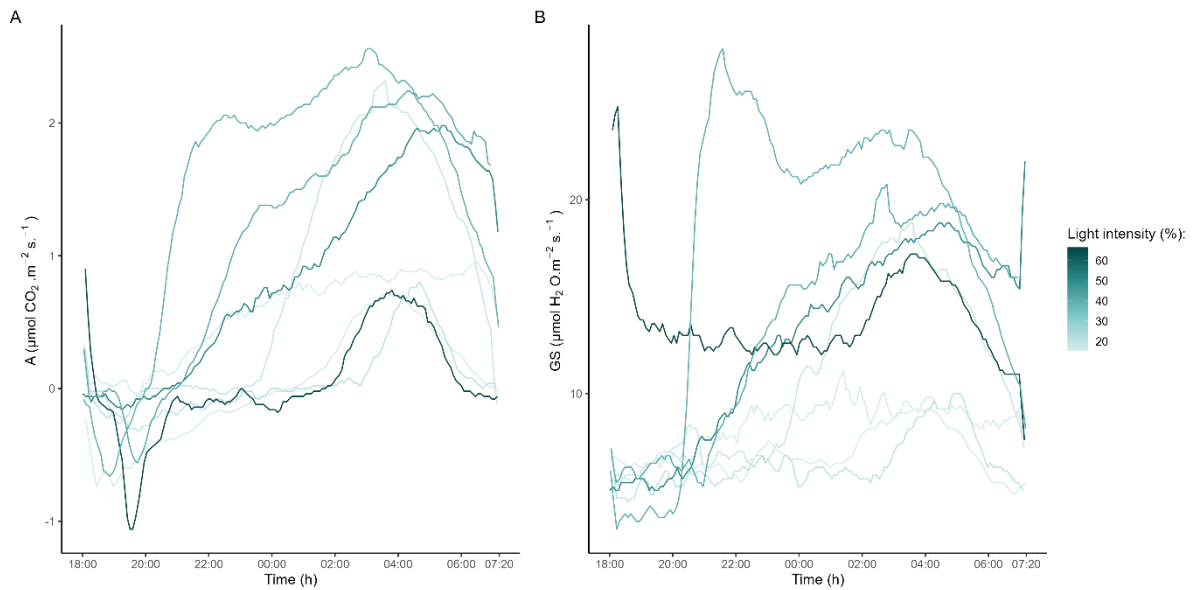 A
A (μmol CO₂ .m⁻² s.⁻¹)
2
1
0
-1
18:00 20:00 22:00 00:00 02:00 04:00 06:00 07:20
Time (h)
B
GS (μmol H₂ O.m⁻² s.⁻¹)
20
10
18:00 20:00 22:00 00:00 02:00 04:00 06:00 07:20
Time (h)
Light intensity (%):
60
50
40
30
20